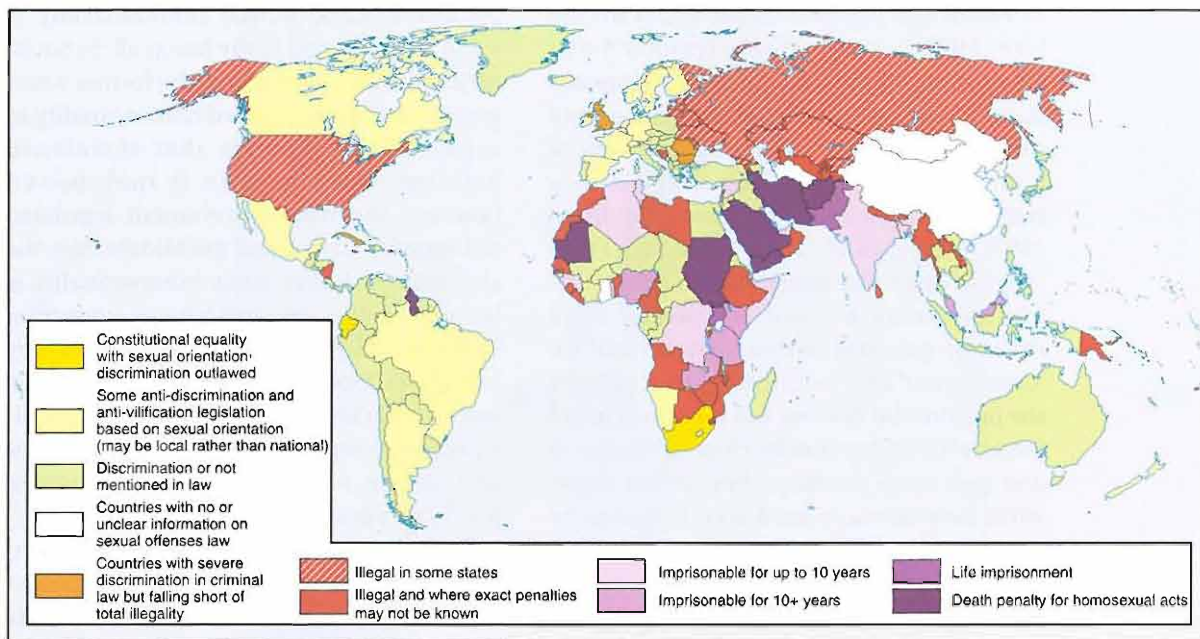 Constitutional equality
with sexual orientation
discrimination outlawed
Some anti-discrimination and
anti-vilification legislation
based on sexual orientation
(may be local rather than national)
Discrimination or not
mentioned in law
Countries with no or
unclear information on
sexual offenses law
Countries with severe
discrimination in criminal
law but falling short of
total illegality
Illegal in some states
Illegal and where exact penalties
may not be known
Imprisonable for up to 10 years
Imprisonable for 10+ years
Life imprisonment
Death penalty for homosexual acts